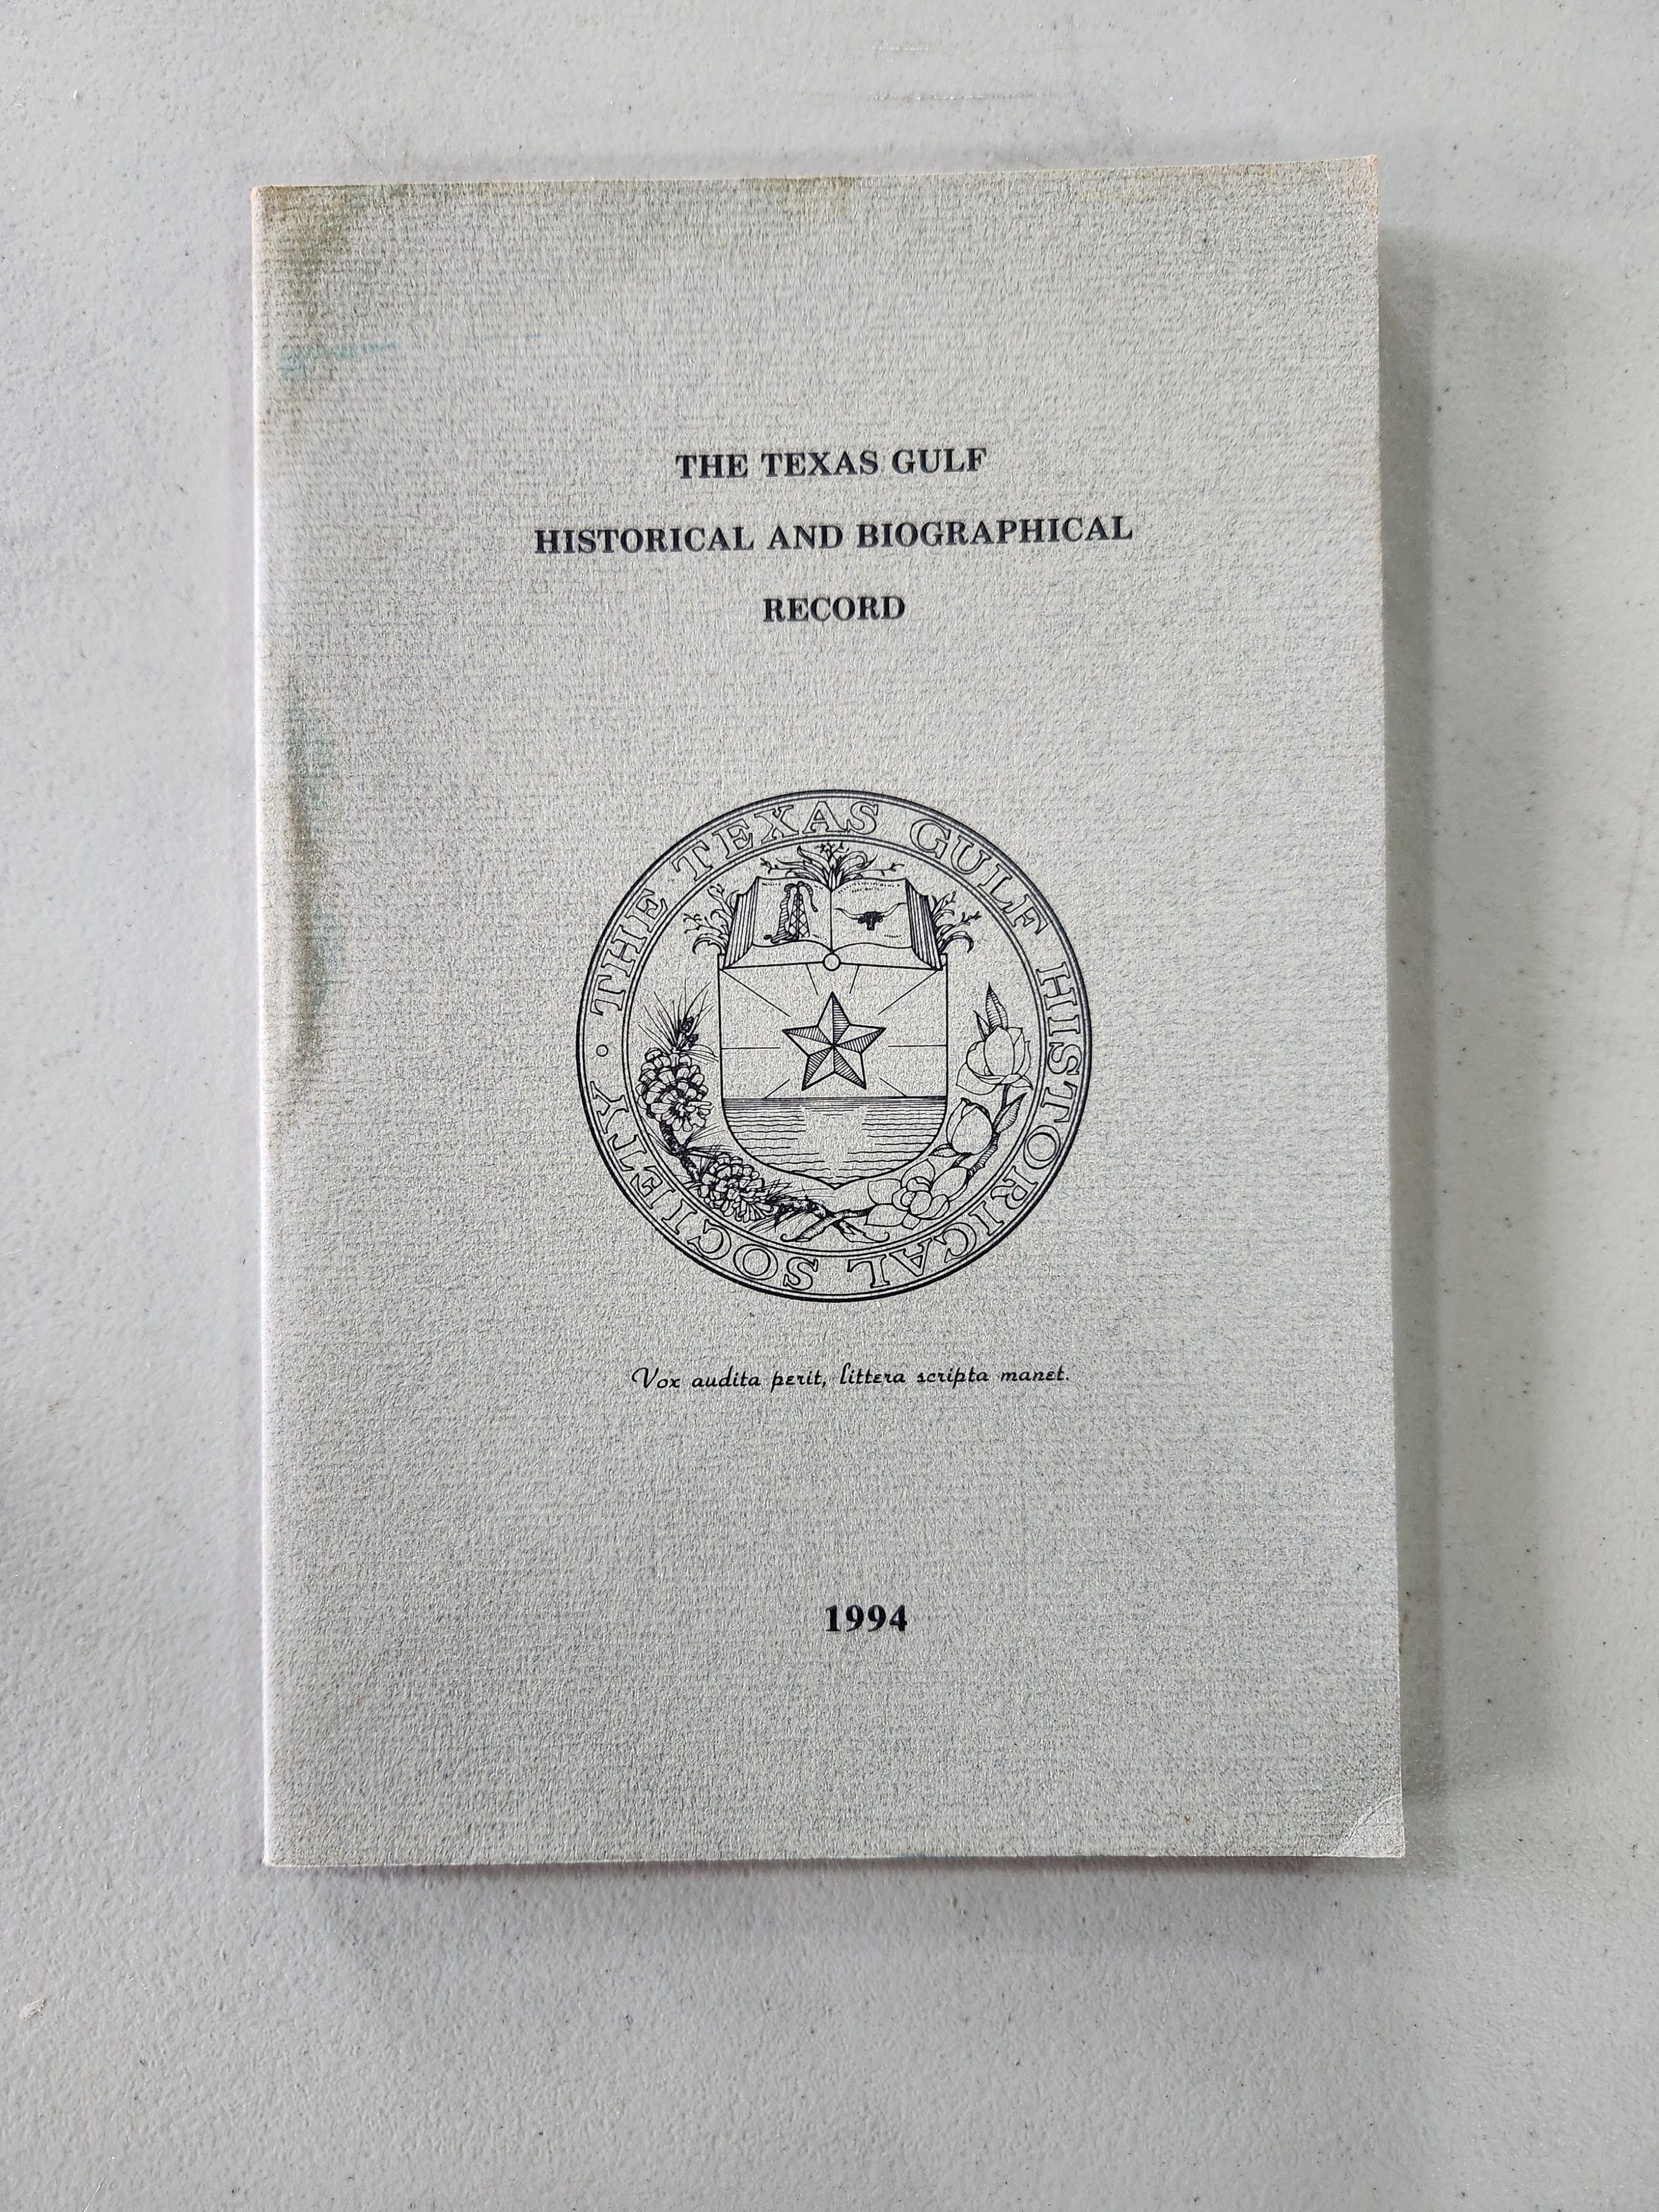 THE TEXAS GULF
HISTORICAL AND BIOGRAPHICAL
RECORD
THE TEXAS GULF HISTORICAL SOCIETY
Vox audita perit, littera scripta manet.
1994